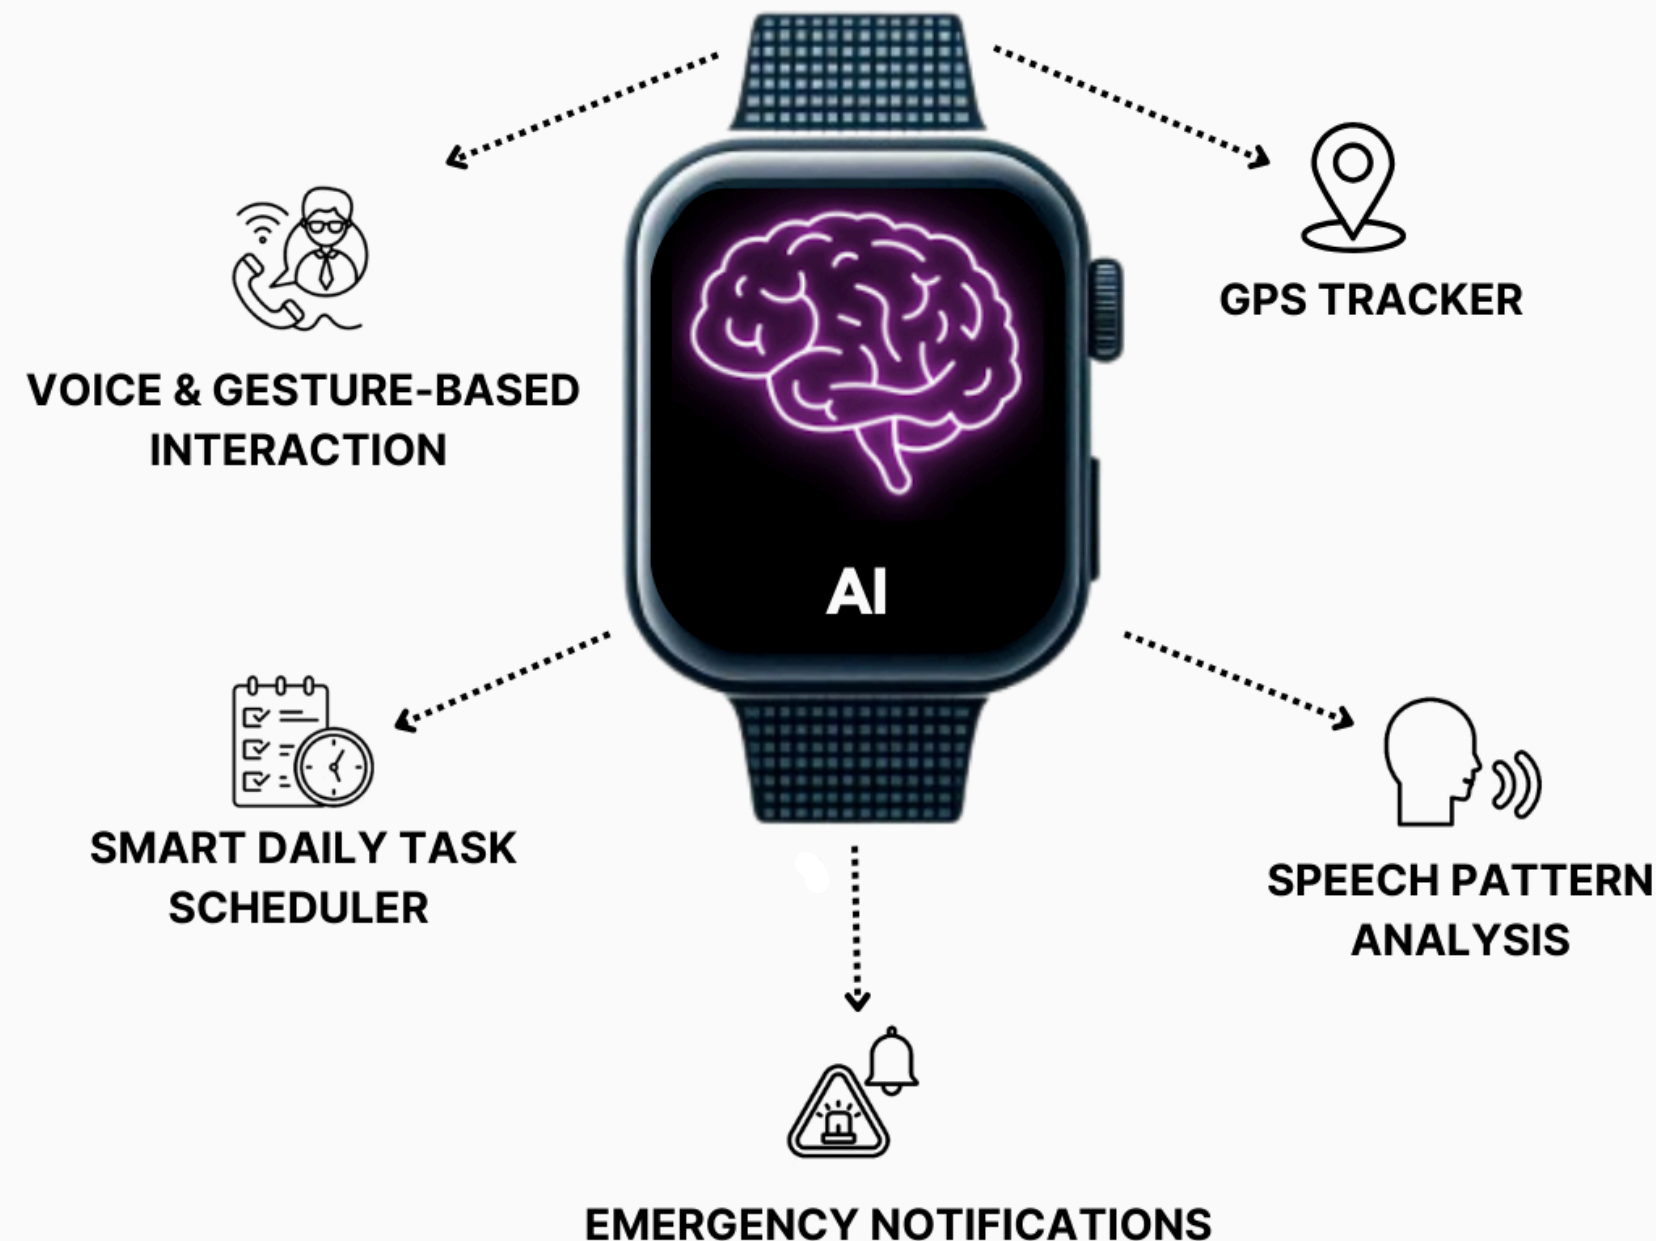 GPS TRACKER
VOICE & GESTURE-BASED
INTERACTION
AI
SMART DAILY TASK
SCHEDULER
SPEECH PATTERN
ANALYSIS
EMERGENCY NOTIFICATIONS